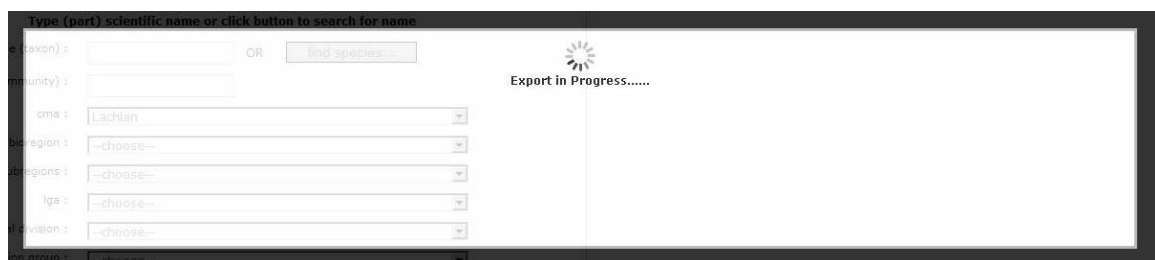 Type (part) scientific name or click button to search for name
e (taxon) : OR find species...
mmunity) :
Export in Progress......
cma : Lachlan
bioregion : --choose--
ubregions : --choose--
lga : --choose--
al division : --choose--
ion group : --choose--